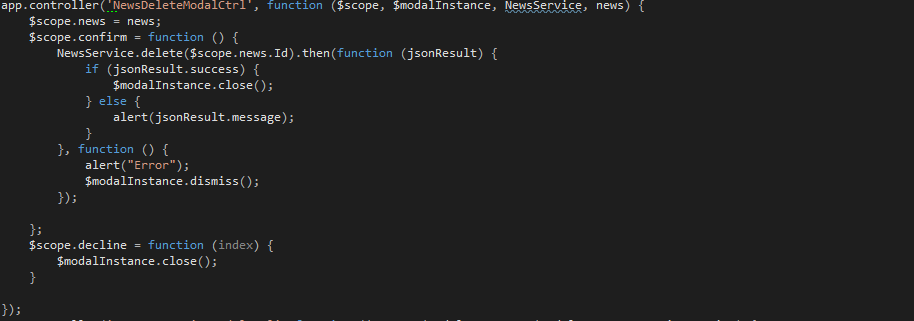 app.controller('NewsDeleteModalCtrl', function ($scope, $modalInstance, NewsService, news) {
    $scope.news = news;
    $scope.confirm = function () {
        NewsService.delete($scope.news.Id).then(function (jsonResult) {
            if (jsonResult.success) {
                $modalInstance.close();
            } else {
                alert(jsonResult.message);
            }
        }, function () {
            alert("Error");
            $modalInstance.dismiss();
        });
    };
    $scope.decline = function (index) {
        $modalInstance.close();
    }
});